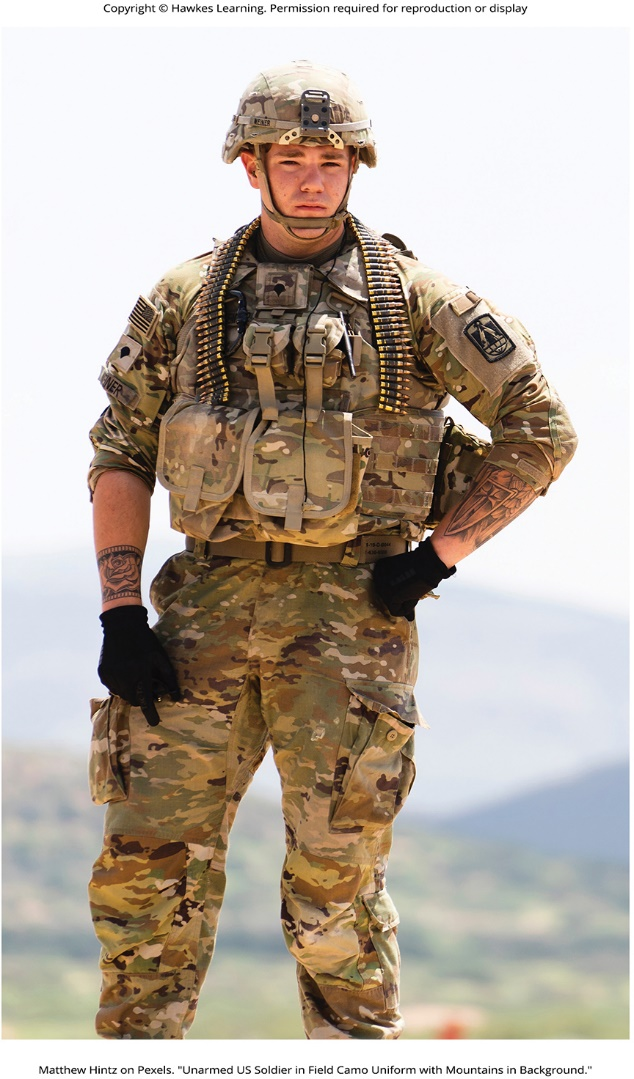 Copyright © Hawkes Learning. Permission required for reproduction or display
WEINER
Matthew Hintz on Pexels. "Unarmed US Soldier in Field Camo Uniform with Mountains in Background."